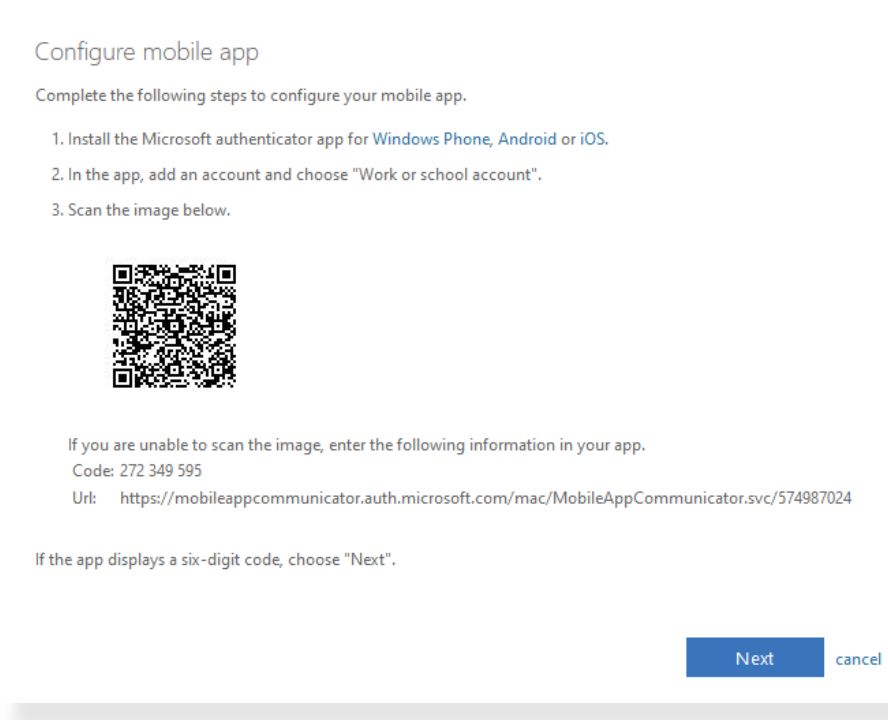 Configure mobile app
Complete the following steps to configure your mobile app.
1. Install the Microsoft authenticator app for Windows Phone, Android or iOS.
2. In the app, add an account and choose "Work or school account".
3. Scan the image below.
If you are unable to scan the image, enter the following information in your app.
Code: 272 349 595
Url: https://mobileappcommunicator.auth.microsoft.com/mac/MobileAppCommunicator.svc/574987024
If the app displays a six-digit code, choose "Next".
Next cancel